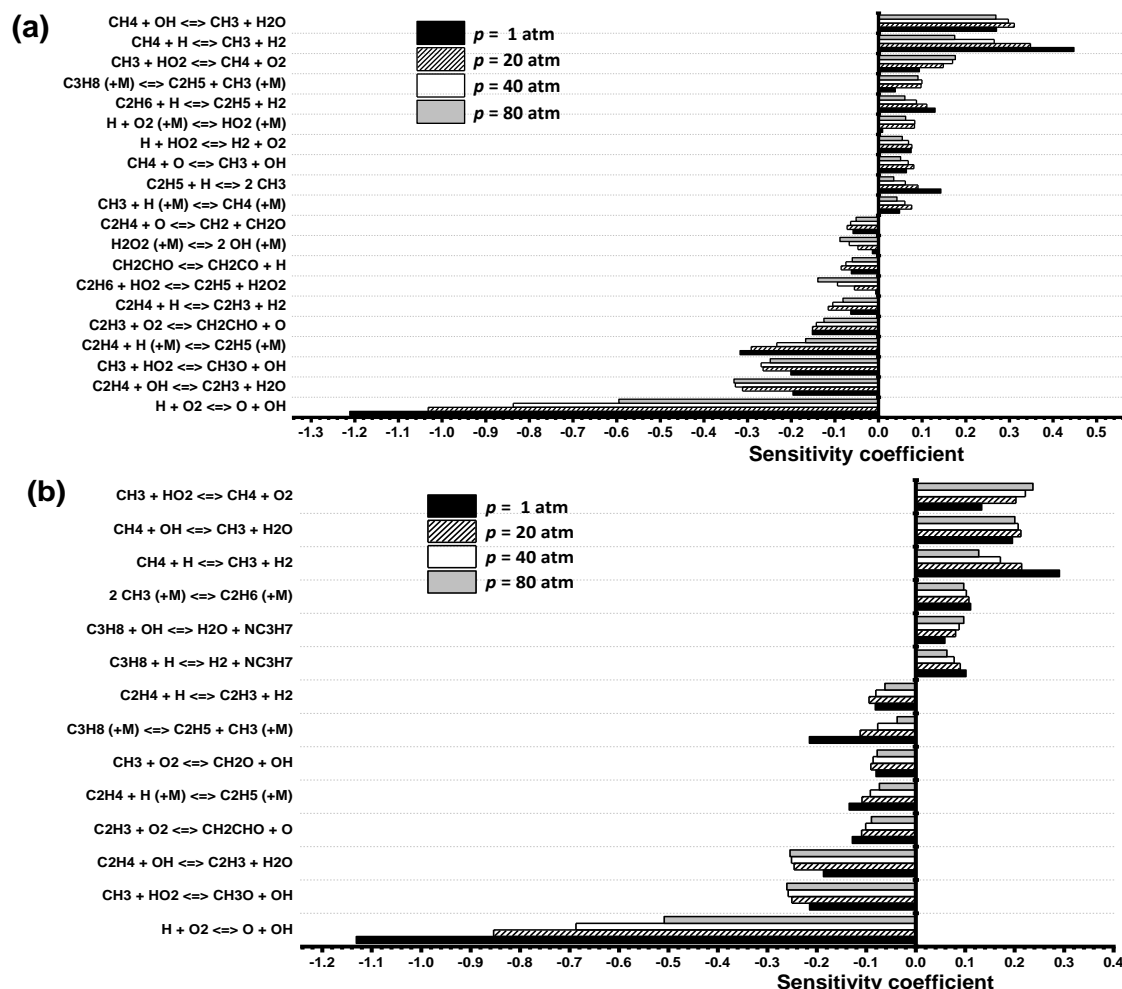 (a)
CH4 + OH <=> CH3 + H2O
CH4 + H <=> CH3 + H2
CH3 + HO2 <=> CH4 + O2
C3H8 (+M) <=> C2H5 + CH3 (+M)
C2H6 + H <=> C2H5 + H2
H + O2 (+M) <=> HO2 (+M)
H + HO2 <=> H2 + O2
CH4 + O <=> CH3 + OH
C2H5 + H <=> 2 CH3
CH3 + H (+M) <=> CH4 (+M)
C2H4 + O <=> CH2 + CH2O
H2O2 (+M) <=> 2 OH (+M)
CH2CHO <=> CH2CO + H
C2H6 + HO2 <=> C2H5 + H2O2
C2H4 + H <=> C2H3 + H2
C2H3 + O2 <=> CH2CHO + O
C2H4 + H (+M) <=> C2H5 (+M)
CH3 + HO2 <=> CH3O + OH
C2H4 + OH <=> C2H3 + H2O
H + O2 <=> O + OH
p = 1 atm
p = 20 atm
p = 40 atm
p = 80 atm
-1.3 -1.2 -1.1 -1.0 -0.9 -0.8 -0.7 -0.6 -0.5 -0.4 -0.3 -0.2 -0.1 0.0 0.1 0.2 0.3 0.4 0.5
Sensitivity coefficient
(b)
CH3 + HO2 <=> CH4 + O2
CH4 + OH <=> CH3 + H2O
CH4 + H <=> CH3 + H2
2 CH3 (+M) <=> C2H6 (+M)
C3H8 + OH <=> H2O + NC3H7
C3H8 + H <=> H2 + NC3H7
C2H4 + H <=> C2H3 + H2
C3H8 (+M) <=> C2H5 + CH3 (+M)
CH3 + O2 <=> CH2O + OH
C2H4 + H (+M) <=> C2H5 (+M)
C2H3 + O2 <=> CH2CHO + O
C2H4 + OH <=> C2H3 + H2O
CH3 + HO2 <=> CH3O + OH
H + O2 <=> O + OH
p = 1 atm
p = 20 atm
p = 40 atm
p = 80 atm
-1.2 -1.1 -1.0 -0.9 -0.8 -0.7 -0.6 -0.5 -0.4 -0.3 -0.2 -0.1 0.0 0.1 0.2 0.3 0.4
Sensitivity coefficient